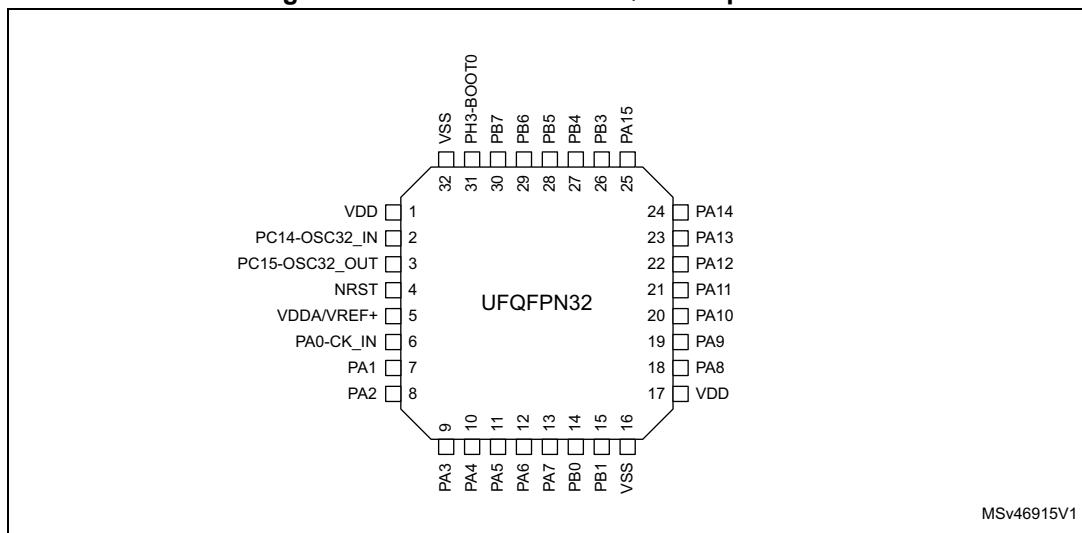 VSS
PH3-BOOT0
PB7
PB6
PB5
PB4
PB3
PA15
32
31
30
29
28
27
26
25
VDD 1
PC14-OSC32_IN 2
PC15-OSC32_OUT 3
NRST 4
VDDA/VREF+ 5
PA0-CK_IN 6
PA1 7
PA2 8
UFQFPN32
24 PA14
23 PA13
22 PA12
21 PA11
20 PA10
19 PA9
18 PA8
17 VDD
9
10
11
12
13
14
15
16
PA3
PA4
PA5
PA6
PA7
PB0
PB1
VSS
MSv46915V1